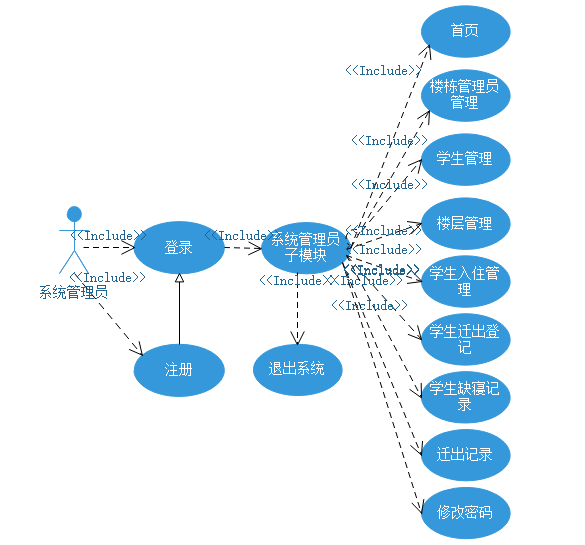 首页
<<Include>>
楼栋管理员
管理
<<Include>>
学生管理
<<Include>>
楼层管理
<<Include>>
<<Include>>
登录
<<Include>>
系统管理员
子模块
<<Include>>
学生入住管
理
<<Include>>
<<Include>>
系统管理员
<<Include>>
<<Include>>
<<Include>>
学生迁出登
记
<<Include>>
注册
退出系统
学生缺寝记
录
迁出记录
修改密码